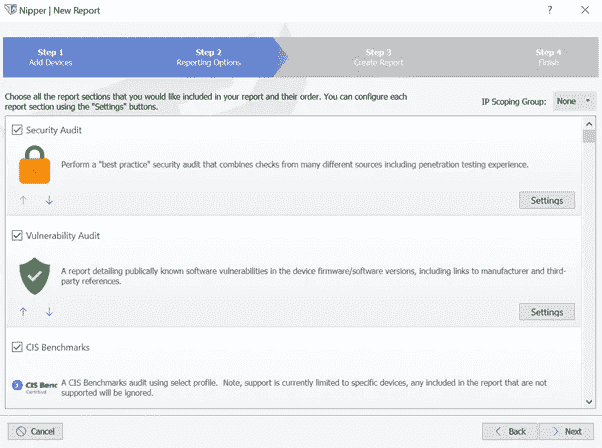 Nipper | New Report
Step 1
Add Devices
Step 2
Reporting Options
Step 3
Create Report
Step 4
Finish
Choose all the report sections that you would like included in your report and their order. You can configure each
report section using the "Settings" buttons.
IP Scoping Group:
None
Security Audit
Perform a "best practice" security audit that combines checks from many different sources including penetration testing experience.
Settings
Vulnerability Audit
A report detailing publically known software vulnerabilities in the device firmware/software versions, including links to manufacturer and third-
party references.
Settings
CIS Benchmarks
CIS Benc
Certified
A CIS Benchmarks audit using select profile. Note, support is currently limited to specific devices, any included in the report that are not
supported will be ignored.
Cancel
Back
Next